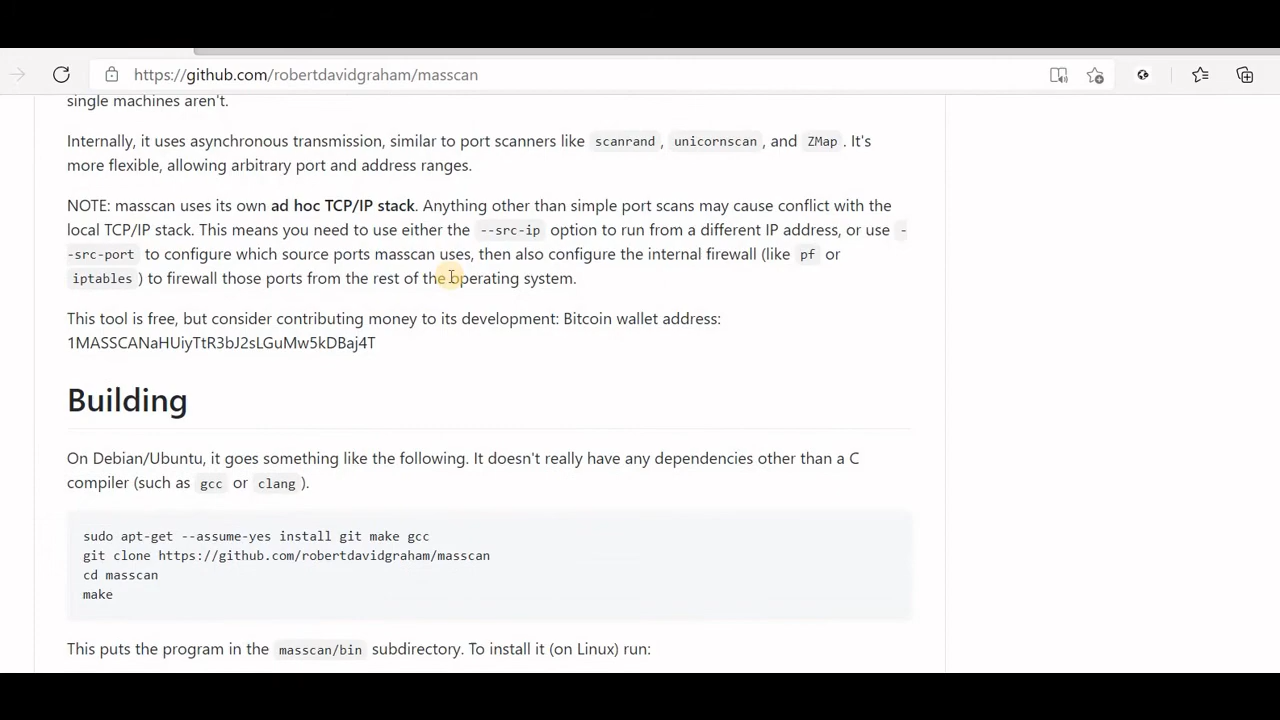 https://github.com/robertdavidgraham/masscan
single machines aren't.
Internally, it uses asynchronous transmission, similar to port scanners like scanrand, unicornscan, and ZMap. It's
more flexible, allowing arbitrary port and address ranges.
NOTE: masscan uses its own ad hoc TCP/IP stack. Anything other than simple port scans may cause conflict with the
local TCP/IP stack. This means you need to use either the --src-ip option to run from a different IP address, or use -
-src-port to configure which source ports masscan uses, then also configure the internal firewall (like pf or
iptables) to firewall those ports from the rest of the operating system.
This tool is free, but consider contributing money to its development: Bitcoin wallet address:
1MASSCANaHUiyTtR3bJ2sLGuMw5kDBaj4T
Building
On Debian/Ubuntu, it goes something like the following. It doesn't really have any dependencies other than a C
compiler (such as gcc or clang).
sudo apt-get --assume-yes install git make gcc
git clone https://github.com/robertdavidgraham/masscan
cd masscan
make
This puts the program in the masscan/bin subdirectory. To install it (on Linux) run: